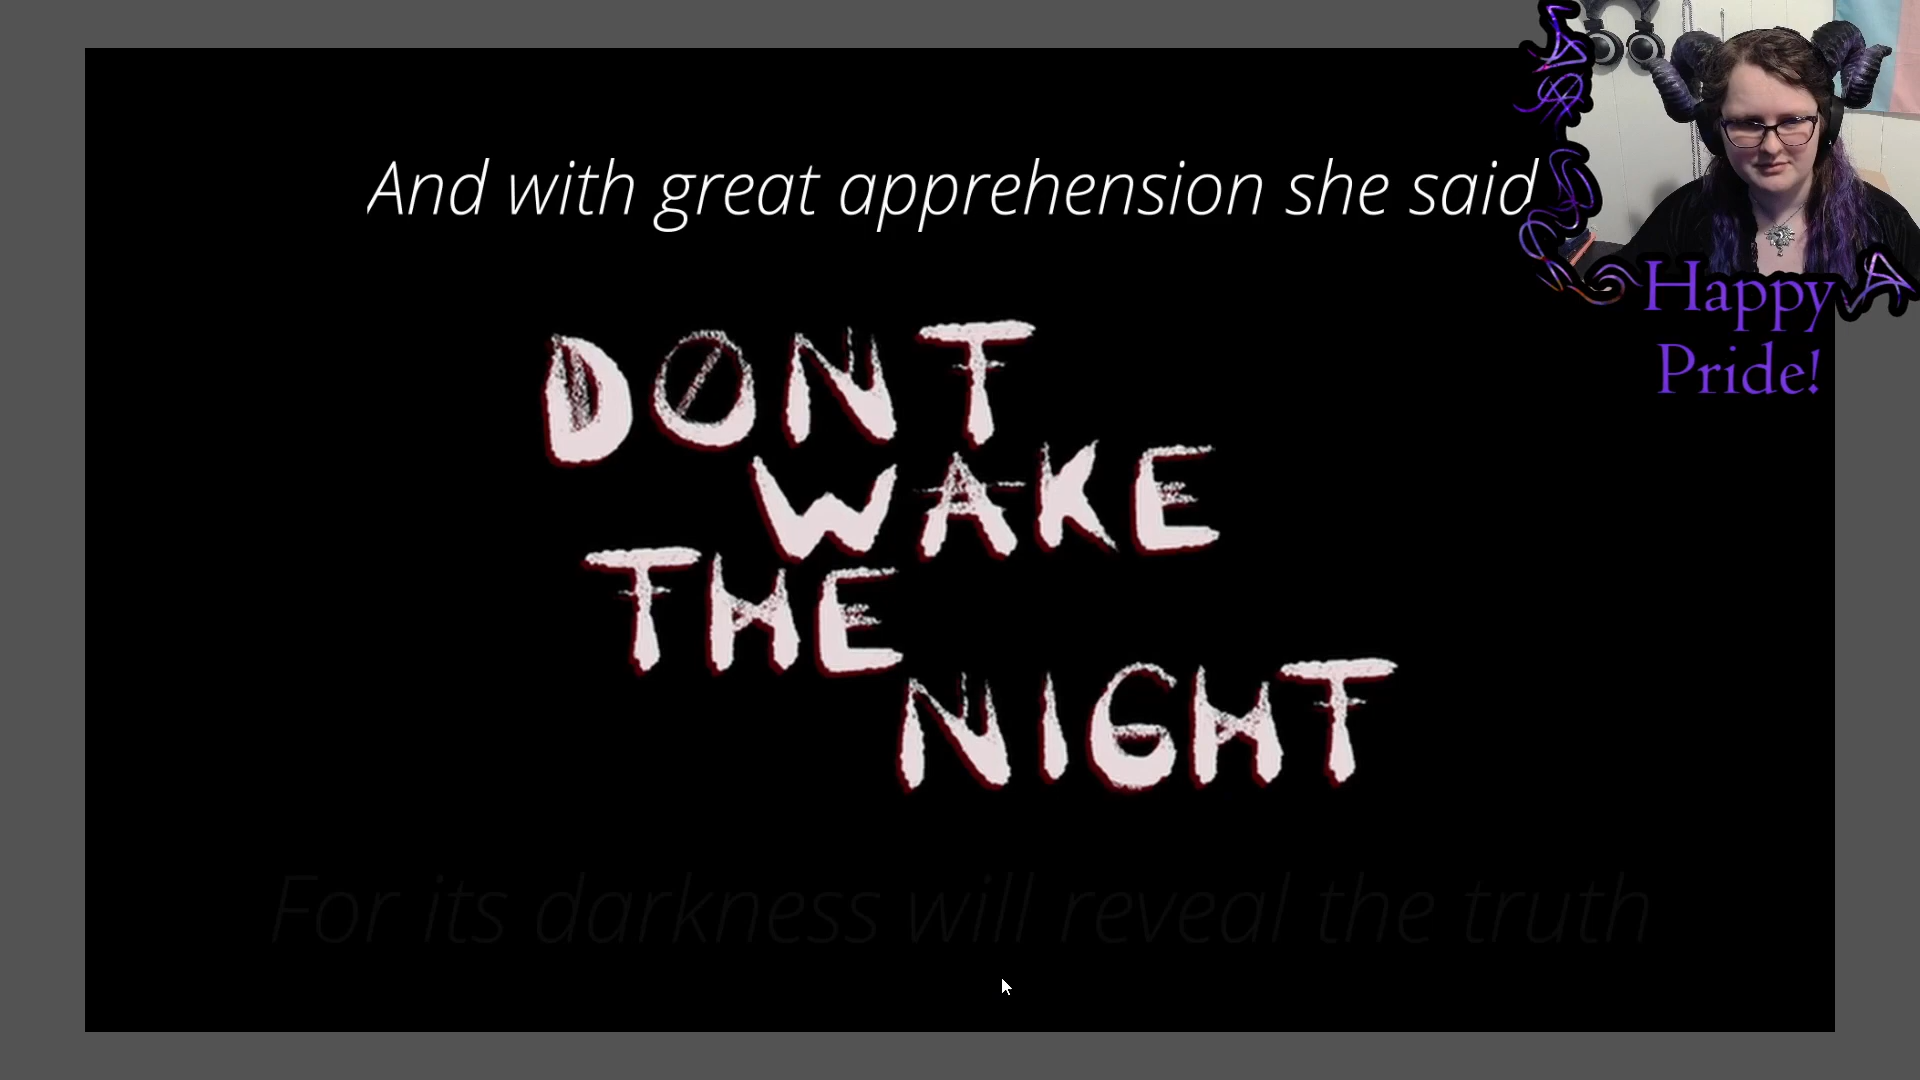 And with great apprehension she said
DONT
WAKE
THE
NIGHT
For its darkness will reveal the truth
Happy
Pride!